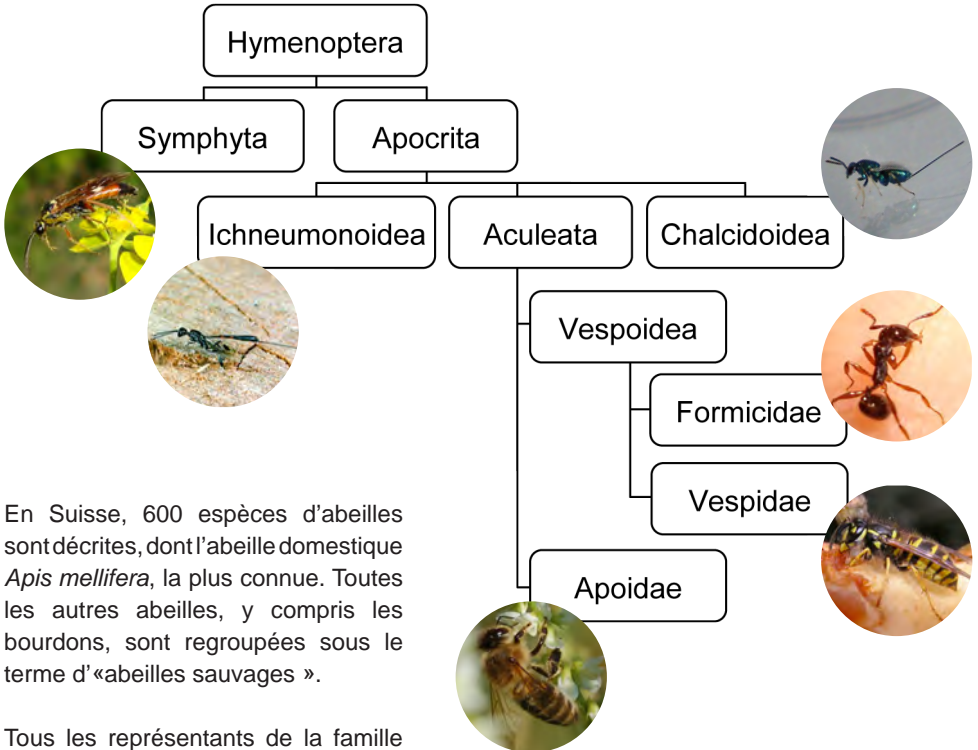 Hymenoptera
Symphyta
Apocrita
Ichneumonoidea
Aculeata
Chalcidoidea
Vespoidea
Formicidae
Vespidae
Apoidae
En Suisse, 600 espèces d’abeilles
sont décrites, dont l’abeille domestique
Apis mellifera, la plus connue. Toutes
les autres abeilles, y compris les
bourdons, sont regroupées sous le
terme d’«abeilles sauvages ».
Tous les représentants de la famille